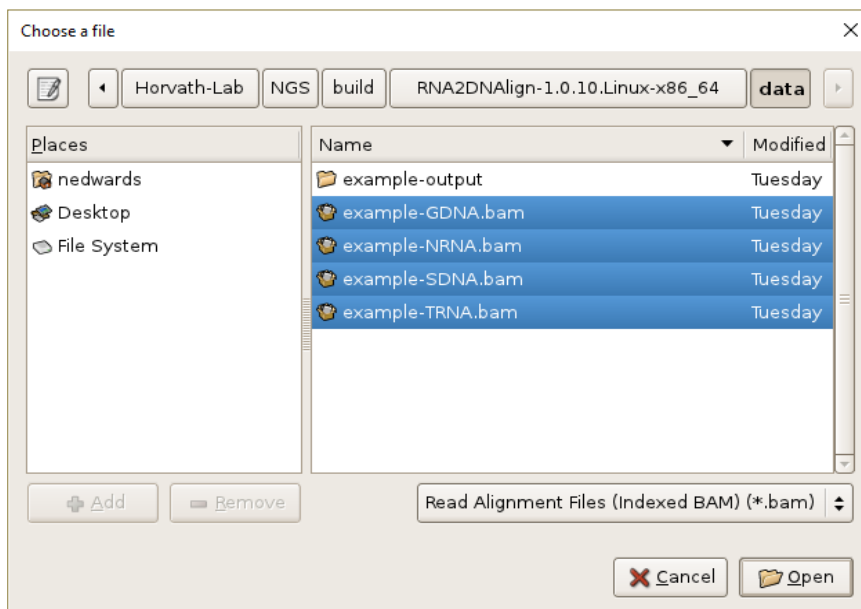 Choose a file
Horvath-Lab NGS build RNA2DNAlign-1.0.10.Linux-x86_64 data
Places Name Modified
nedwards example-output Tuesday
Desktop example-GDNA.bam Tuesday
File System example-NRNA.bam Tuesday
example-SDNA.bam Tuesday
example-TRNA.bam Tuesday
Add Remove Read Alignment Files (Indexed BAM) (*.bam)
Cancel Open